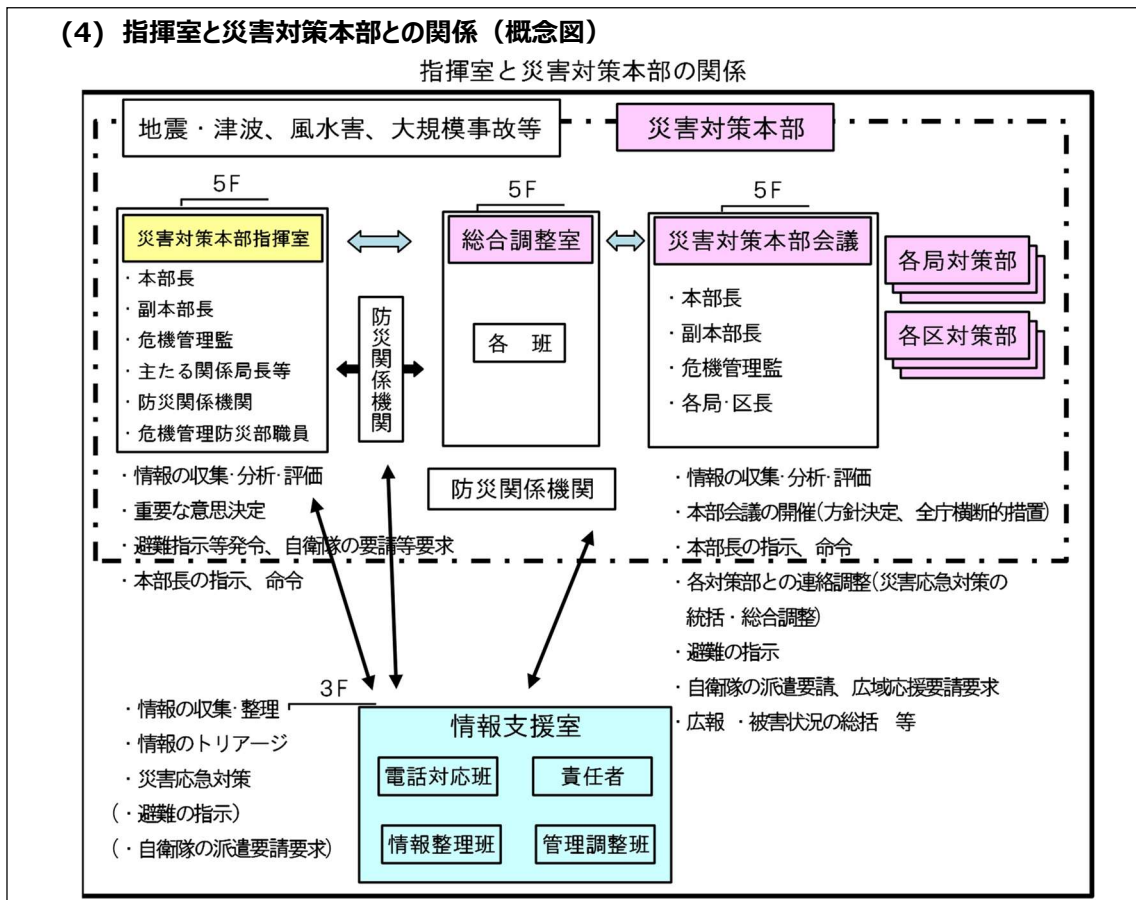 (4) 指揮室と災害対策本部との関係（概念図）
指揮室と災害対策本部の関係
地震・津波、風水害、大規模事故等
災害対策本部
5F
災害対策本部指揮室
・本部長
・副本部長
・危機管理監
・主たる関係局長等
・防災関係機関
・危機管理防災部職員
・情報の収集･分析･評価
・重要な意思決定
・避難指示等発令、自衛隊の要請等要求
・本部長の指示、命令
防災関係機関
5F
総合調整室
各　班
防災関係機関
5F
災害対策本部会議
・本部長
・副本部長
・危機管理監
・各局･区長
各局対策部
各区対策部
・情報の収集･分析･評価
・本部会議の開催(方針決定、全庁横断的措置)
・本部長の指示、命令
・各対策部との連絡調整(災害応急対策の
統括・総合調整)
・避難の指示
・自衛隊の派遣要請、広域応援要請要求
・広報 ・被害状況の総括 等
・情報の収集･整理
・情報のトリアージ
・災害応急対策
(・避難の指示)
(・自衛隊の派遣要請要求)
3F
情報支援室
電話対応班
責任者
情報整理班
管理調整班